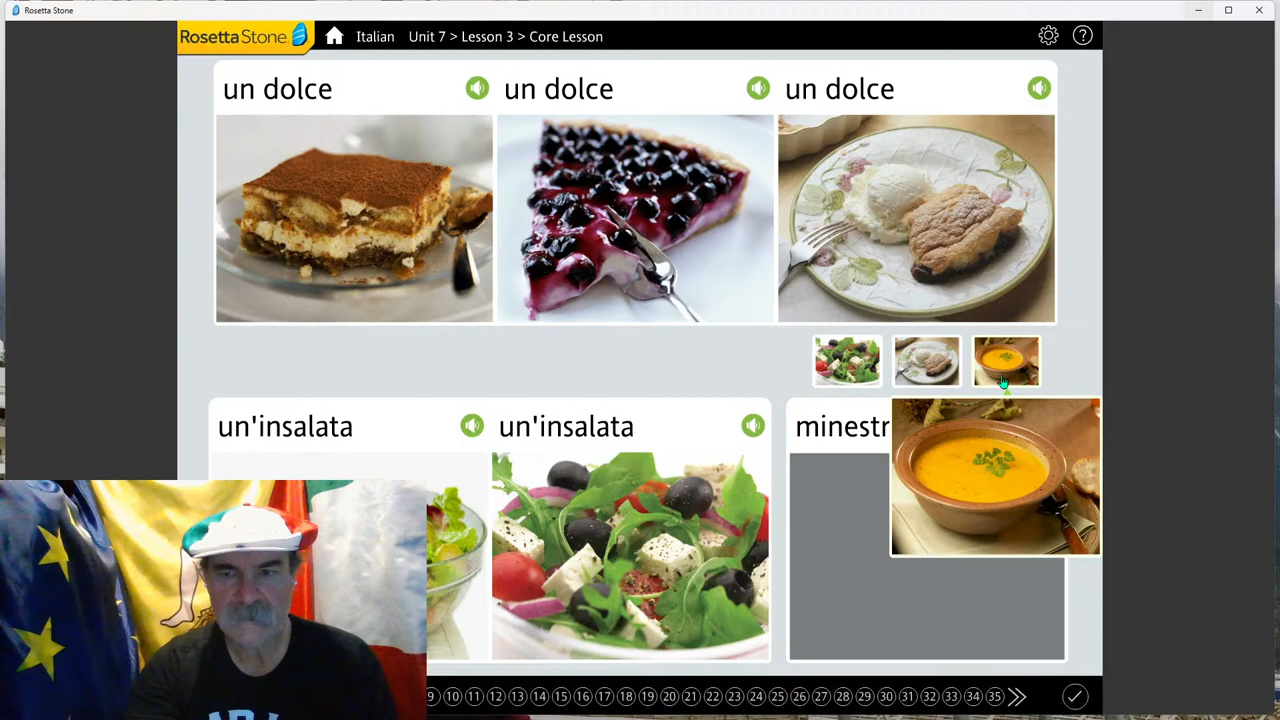 Rosetta Stone
RosettaStone Italian Unit 7 > Lesson 3 > Core Lesson
un dolce un dolce un dolce
un'insalata un'insalata minestr
9 10 11 12 13 14 15 16 17 18 19 20 21 22 23 24 25 26 27 28 29 30 31 32 33 34 35